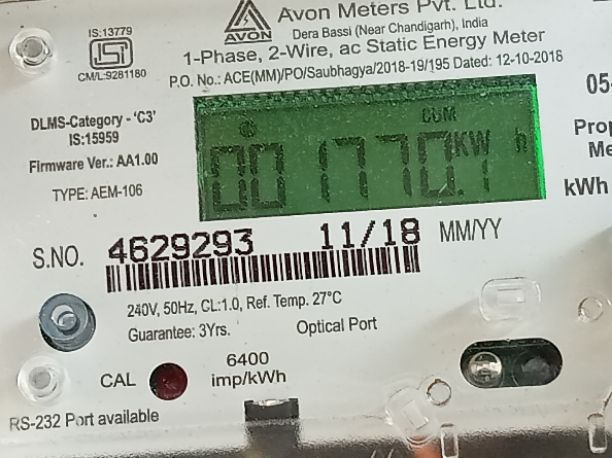 IS:13779
ISI
CM/L:9281180
AVON
Avon Meters Pvt. Ltd.
Dera Bassi (Near Chandigarh), India
1-Phase, 2-Wire, ac Static Energy Meter
P.O. No.: ACE(MM)/PO/Saubhagya/2018-19/195 Dated: 12-10-2018
DLMS-Category - 'C3'
IS:15959
Firmware Ver.: AA1.00
TYPE: AEM-106
CUM
001770.1 KW h
05-
Prop
Me
kWh
S.NO. 4629293 11/18 MM/YY
240V, 50Hz, CL:1.0, Ref. Temp. 27°C
Guarantee: 3Yrs. Optical Port
CAL
6400
imp/kWh
RS-232 Port available